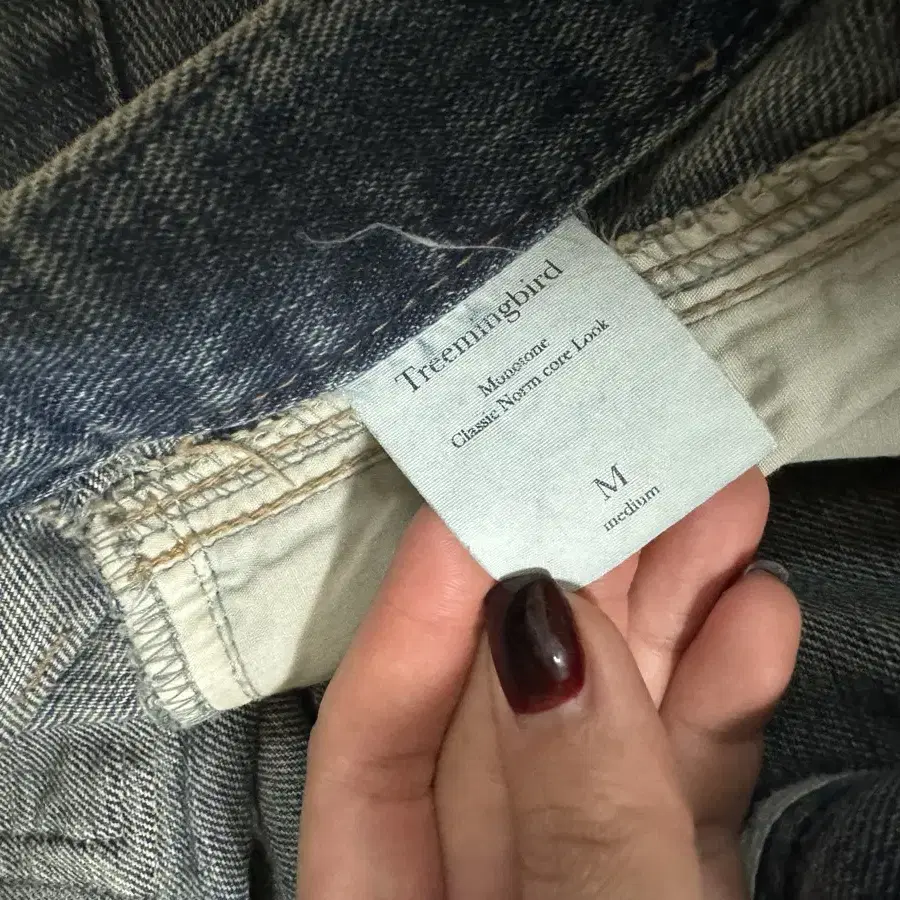 Treemingbird
Monotone
Classic Norm core Look
M
medium